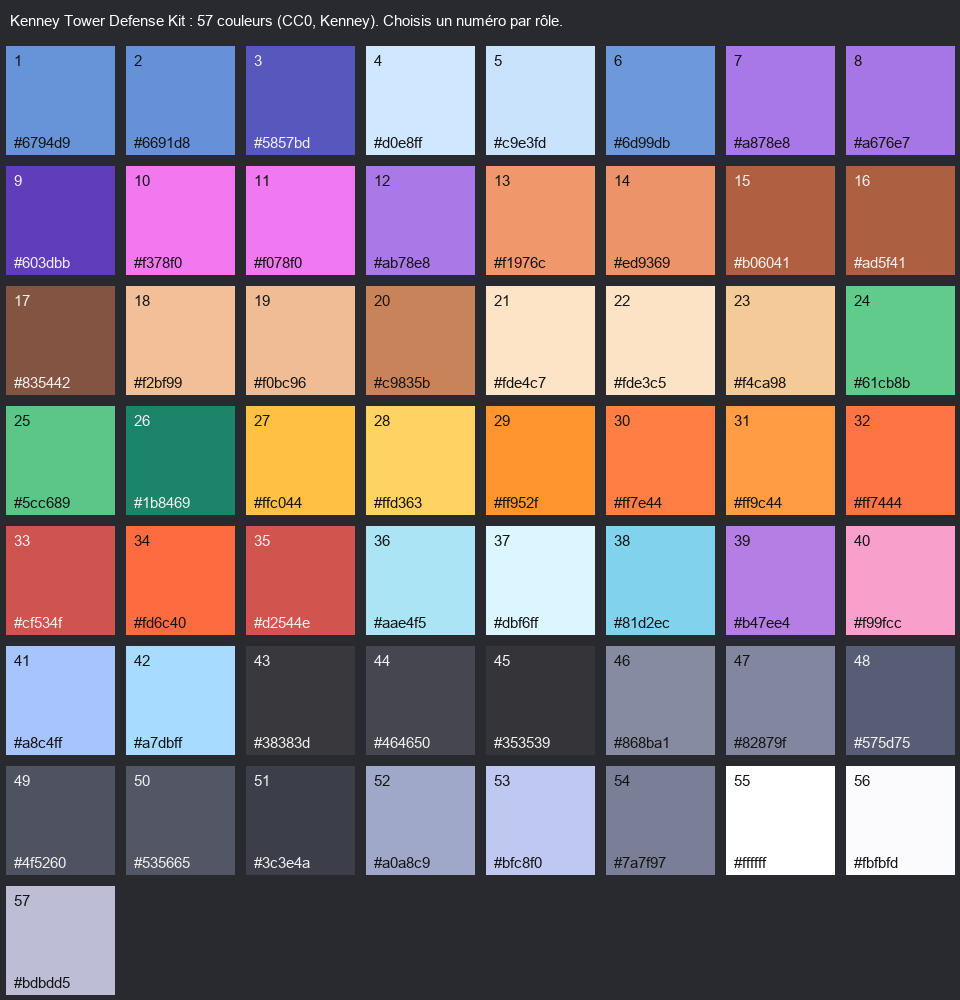 Kenney Tower Defense Kit : 57 couleurs (CC0, Kenney). Choisis un numéro par rôle.
1 2 3 4 5 6 7 8
#6794d9 #6691d8 #5857bd #d0e8ff #c9e3fd #6d99db #a878e8 #a676e7
9 10 11 12 13 14 15 16
#603dbb #f378f0 #f078f0 #ab78e8 #f1976c #ed9369 #b06041 #ad5f41
17 18 19 20 21 22 23 24
#835442 #f2bf99 #f0bc96 #c9835b #fde4c7 #fde3c5 #f4ca98 #61cb8b
25 26 27 28 29 30 31 32
#5cc689 #1b8469 #ffc044 #ffd363 #ff952f #ff7e44 #ff9c44 #ff7444
33 34 35 36 37 38 39 40
#cf534f #fd6c40 #d2544e #aae4f5 #dbf6ff #81d2ec #b47ee4 #f99fcc
41 42 43 44 45 46 47 48
#a8c4ff #a7dbff #38383d #464650 #353539 #868ba1 #82879f #575d75
49 50 51 52 53 54 55 56
#4f5260 #535665 #3c3e4a #a0a8c9 #bfc8f0 #7a7f97 #ffffff #fbfbfd
57
#bdbdd5